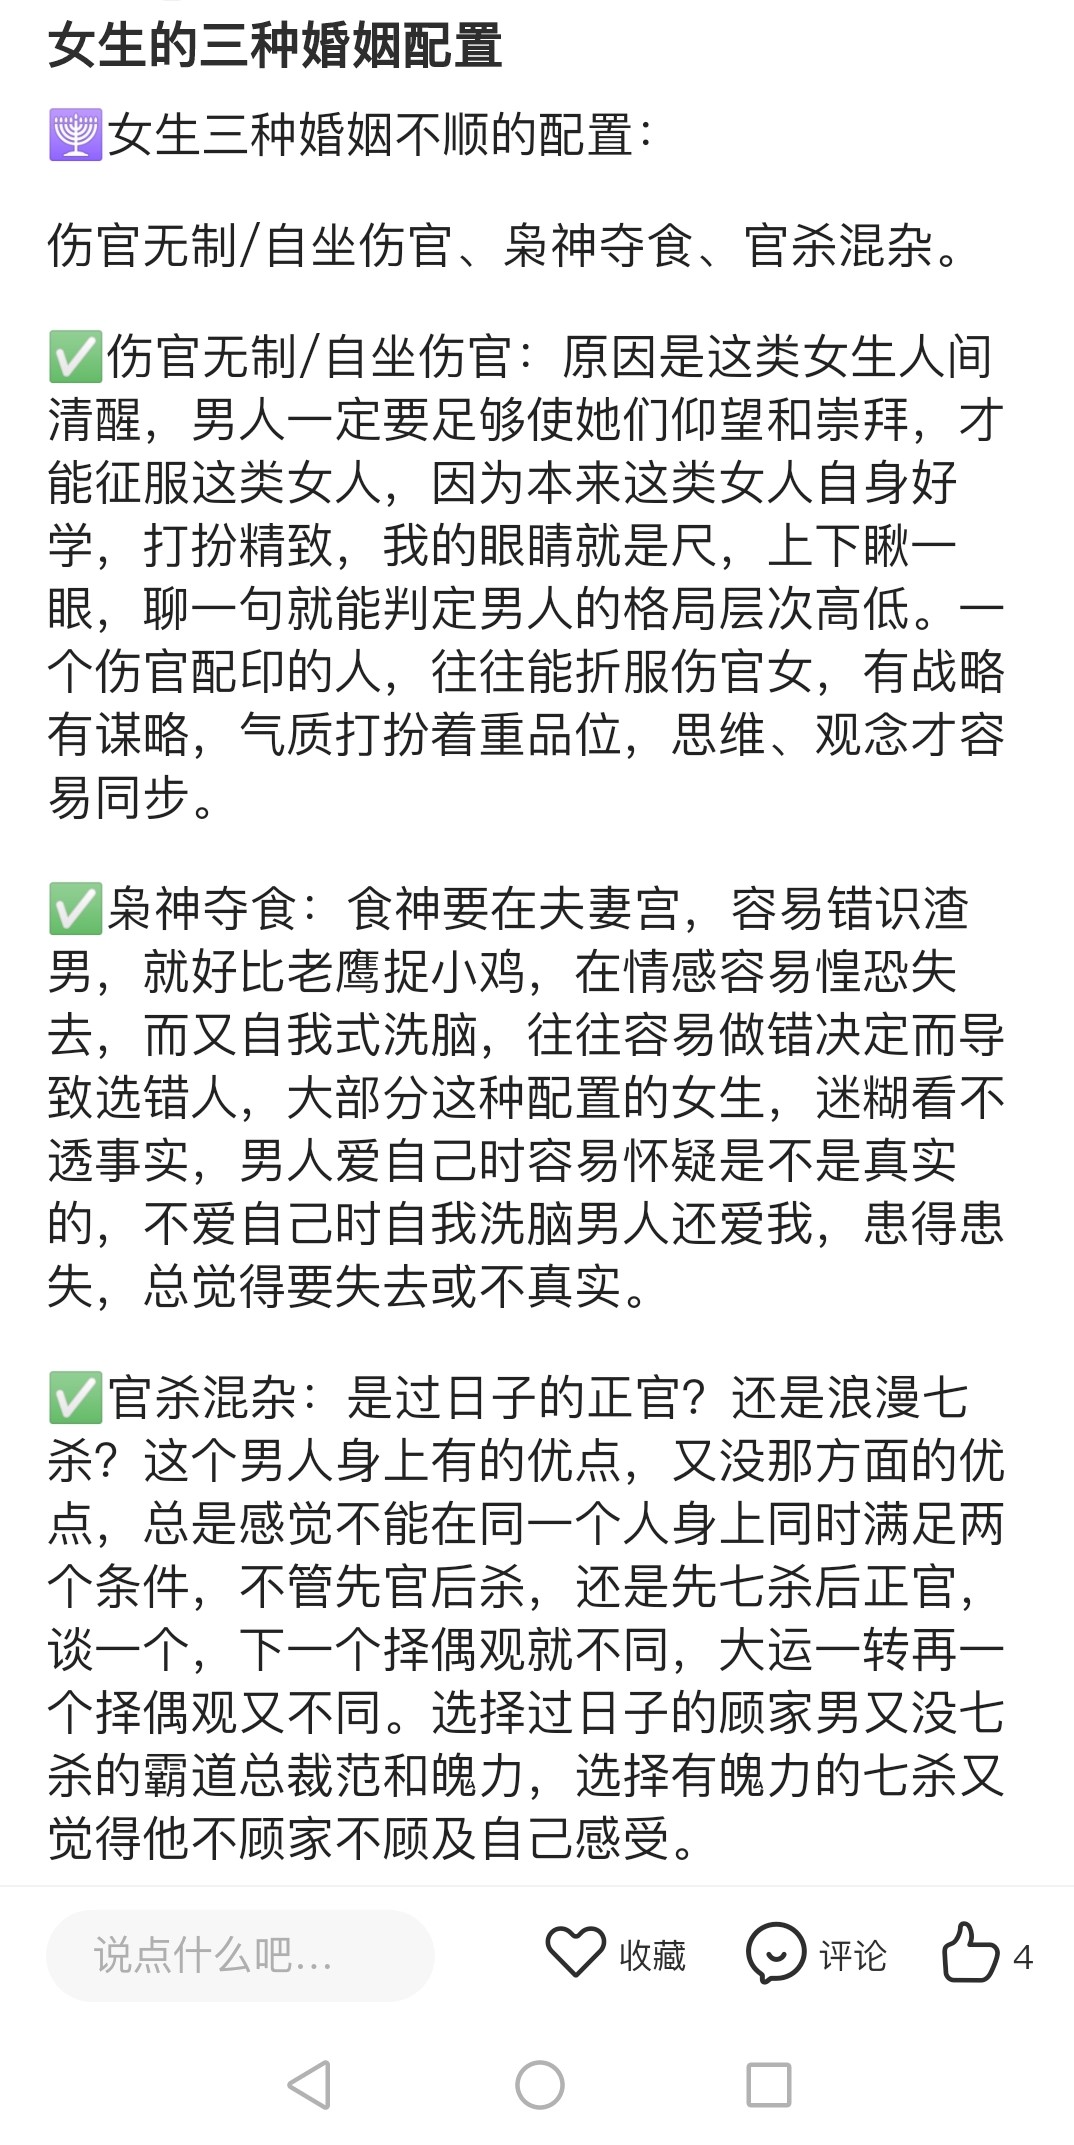 女生的三种婚姻配置
🕎女生三种婚姻不顺的配置：
伤官无制/自坐伤官、枭神夺食、官杀混杂。
✅伤官无制/自坐伤官：原因是这类女生人间
清醒，男人一定要足够使她们仰望和崇拜，才
能征服这类女人，因为本来这类女人自身好
学，打扮精致，我的眼睛就是尺，上下瞅一
眼，聊一句就能判定男人的格局层次高低。一
个伤官配印的人，往往能折服伤官女，有战略
有谋略，气质打扮着重品位，思维、观念才容
易同步。
✅枭神夺食：食神要在夫妻宫，容易错识渣
男，就好比老鹰捉小鸡，在情感容易惶恐失
去，而又自我式洗脑，往往容易做错决定而导
致选错人，大部分这种配置的女生，迷糊看不
透事实，男人爱自己时容易怀疑是不是真实
的，不爱自己时自我洗脑男人还爱我，患得患
失，总觉得要失去或不真实。
✅官杀混杂：是过日子的正官？还是浪漫七
杀？这个男人身上有的优点，又没那方面的优
点，总是感觉不能在同一个人身上同时满足两
个条件，不管先官后杀，还是先七杀后正官，
谈一个，下一个择偶观就不同，大运一转再一
个择偶观又不同。选择过日子的顾家男又没七
杀的霸道总裁范和魄力，选择有魄力的七杀又
觉得他不顾家不顾及自己感受。
说点什么吧... 收藏 评论 4